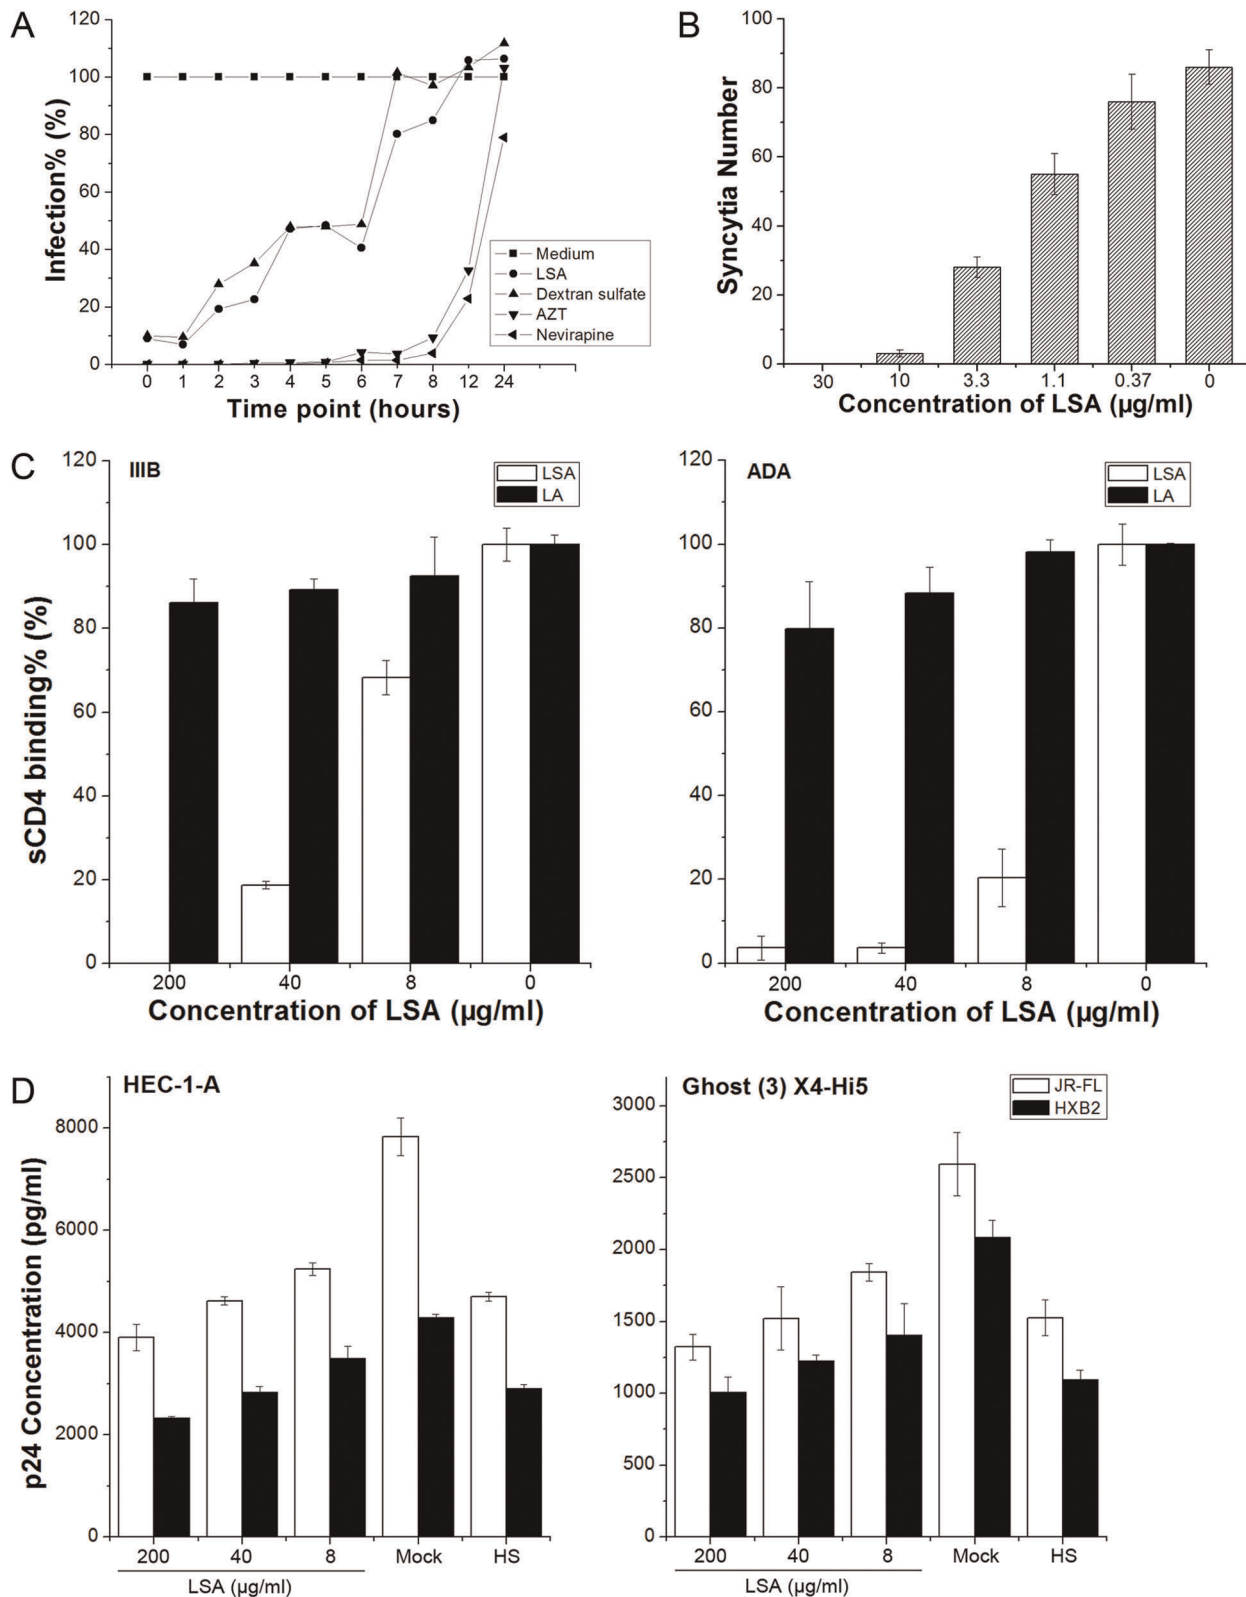 A
Infection% (%)
120
100
80
60
40
20
0
Medium
LSA
Dextran sulfate
AZT
Nevirapine
0 1 2 3 4 5 6 7 8 12 24
Time point (hours)
B
Syncytia Number
100
80
60
40
20
0
30 10 3.3 1.1 0.37 0
Concentration of LSA (µg/ml)
C
sCD4 binding% (%)
IIIB
LSA
LA
120
100
80
60
40
20
0
200 40 8 0
Concentration of LSA (µg/ml)
ADA
LSA
LA
120
100
80
60
40
20
0
200 40 8 0
Concentration of LSA (µg/ml)
D
p24 Concentration (pg/ml)
HEC-1-A
8000
6000
4000
2000
0
200 40 8 Mock HS
LSA (µg/ml)
Ghost (3) X4-Hi5
JR-FL
HXB2
3000
2500
2000
1500
1000
500
0
200 40 8 Mock HS
LSA (µg/ml)